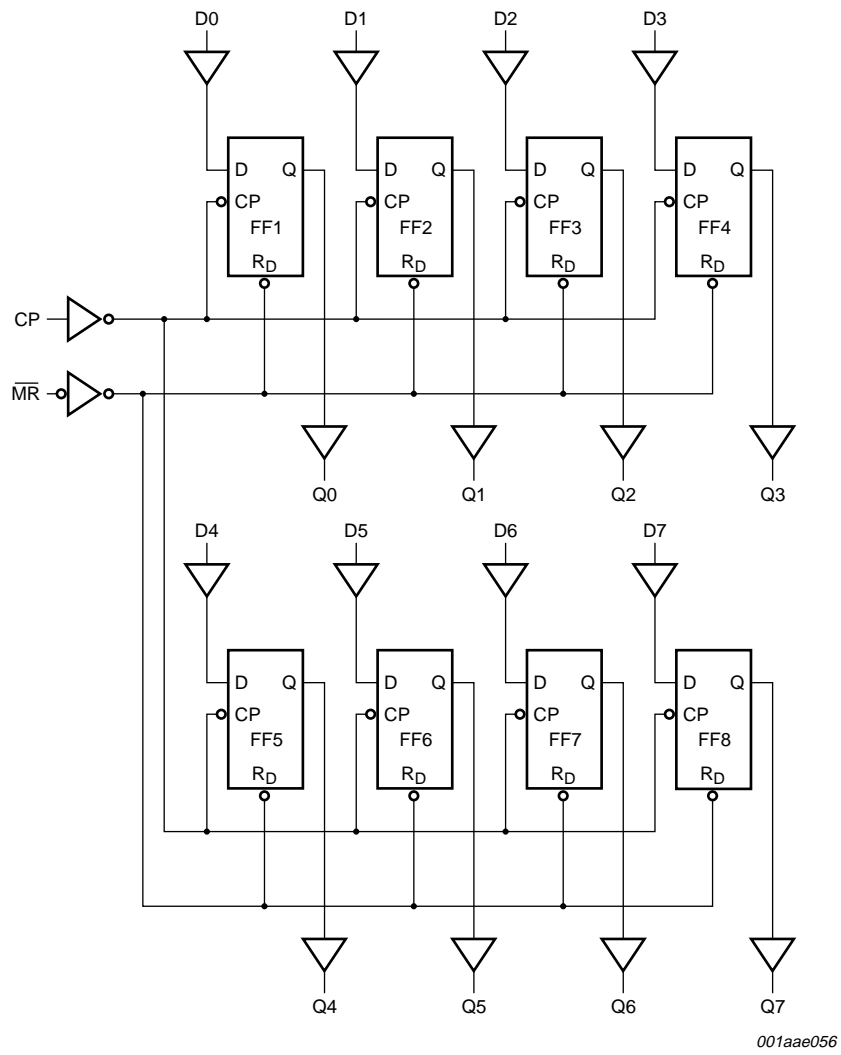 D0 D1 D2 D3
D Q D Q D Q D Q
CP CP CP CP
FF1 FF2 FF3 FF4
RD RD RD RD
CP
MR
Q0 Q1 Q2 Q3
D4 D5 D6 D7
D Q D Q D Q D Q
CP CP CP CP
FF5 FF6 FF7 FF8
RD RD RD RD
Q4 Q5 Q6 Q7
001aae056